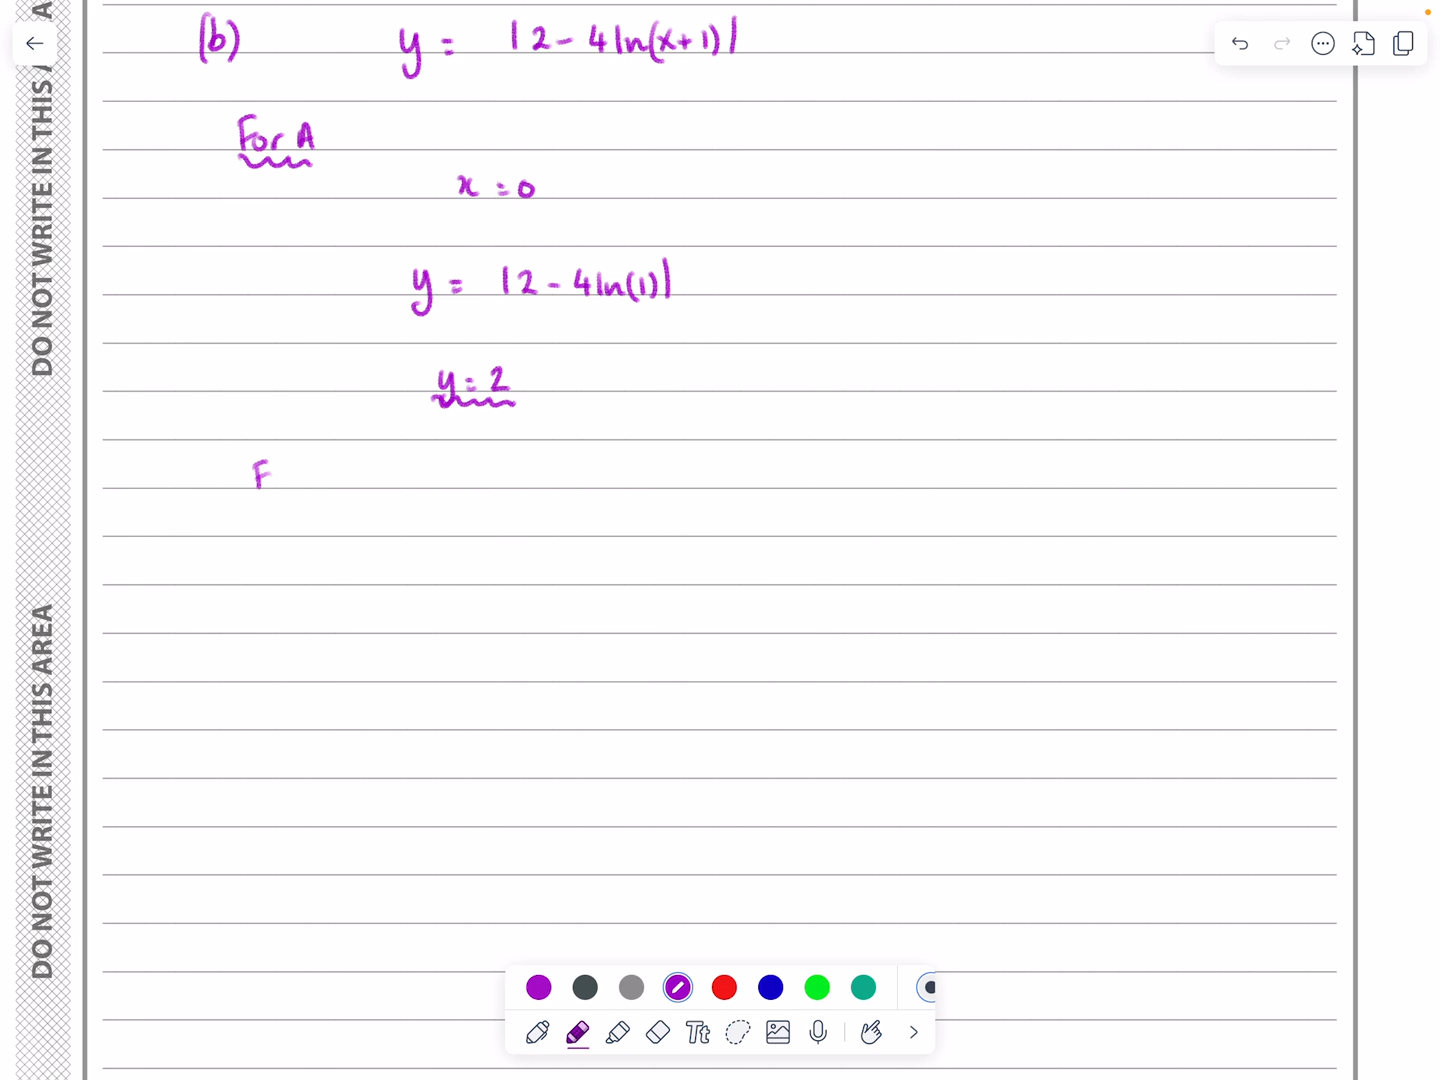 (b) y = |2 - 4ln(x+1)|
For A
x = 0
y = |2 - 4ln(1)|
y = 2
F
DO NOT WRITE IN THIS A
DO NOT WRITE IN THIS AREA
Tt